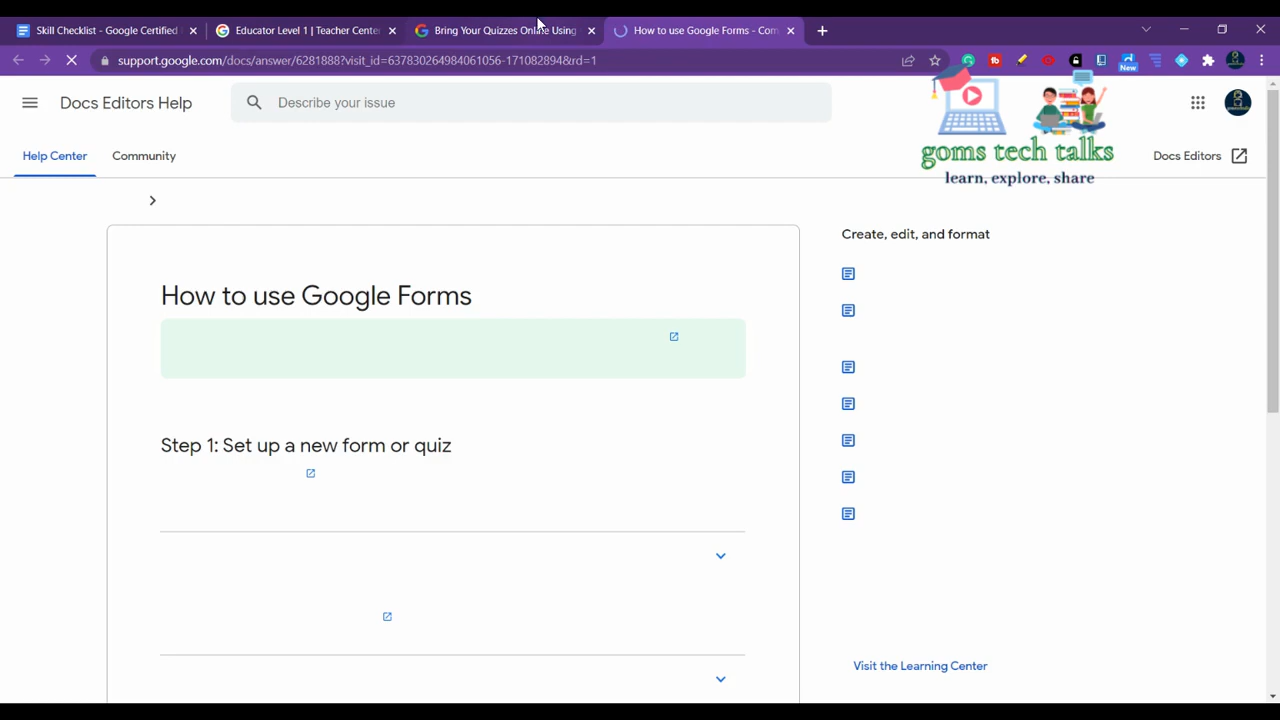 Skill Checklist - Google Certified
Educator Level 1 | Teacher Center
Bring Your Quizzes Online Using
How to use Google Forms - Com
support.google.com/docs/answer/6281888?visit_id=637830264984061056-171082894&rd=1
New
Docs Editors Help
Describe your issue
Help Center
Community
Docs Editors
goms tech talks
learn, explore, share
How to use Google Forms
Create, edit, and format
Step 1: Set up a new form or quiz
Visit the Learning Center